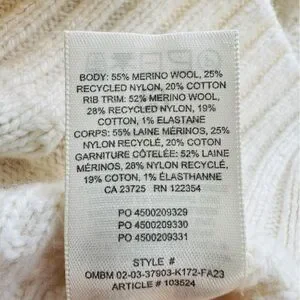 BODY: 55% MERINO WOOL, 25%
RECYCLED NYLON, 20% COTTON
RIB TRIM: 52% MERINO WOOL,
28% RECYCLED NYLON, 19%
COTTON, 1% ELASTANE
CORPS: 55% LAINE MÉRINOS, 25%
NYLON RECYCLÉ, 20% COTON
GARNITURE CÔTELÉE: 52% LAINE
MÉRINOS, 28% NYLON RECYCLÉ,
19% COTON, 1% ÉLASTHANNE
CA 23725 RN 122354
PO 4500209329
PO 4500209330
PO 4500209331
STYLE #
OMBM 02-03-37903-K172-FA23
ARTICLE # 103524